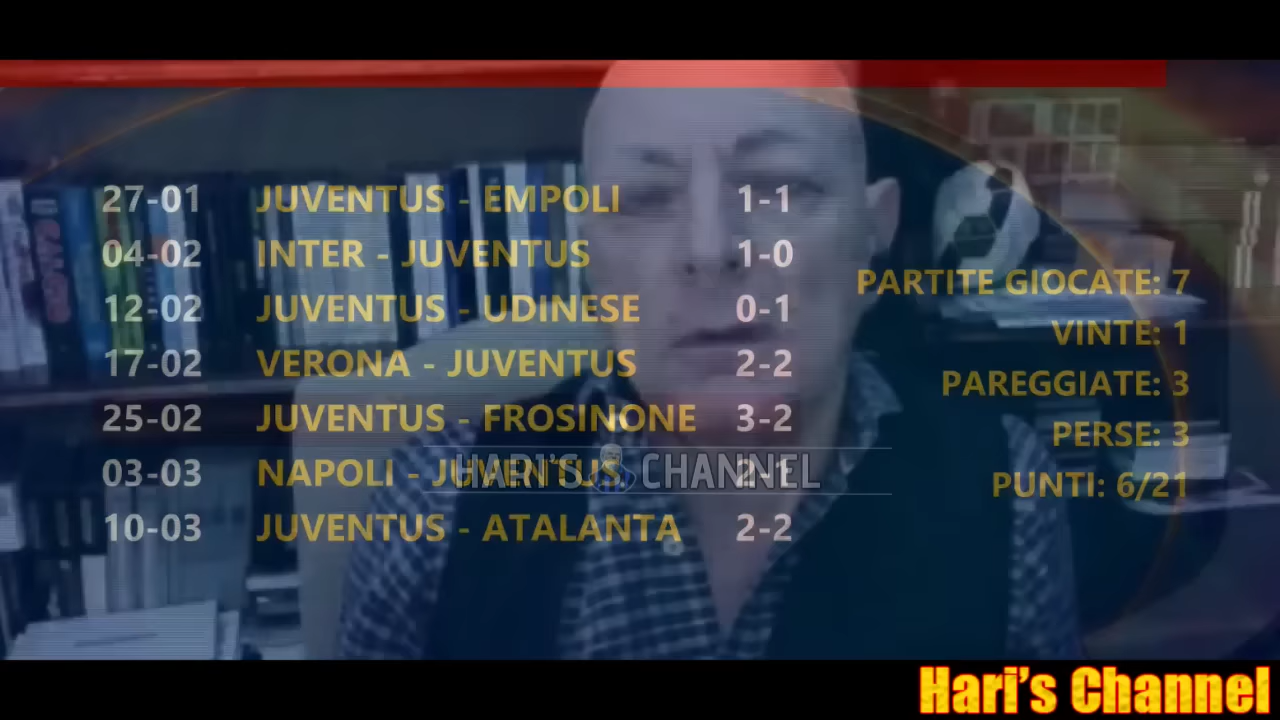 27-01 JUVENTUS - EMPOLI 1-1
04-02 INTER - JUVENTUS 1-0
12-02 JUVENTUS - UDINESE 0-1
17-02 VERONA - JUVENTUS 2-2
25-02 JUVENTUS - FROSINONE 3-2
03-03 NAPOLI - JUVENTUS 2-1
10-03 JUVENTUS - ATALANTA 2-2
PARTITE GIOCATE: 7
VINTE: 1
PAREGGIATE: 3
PERSE: 3
PUNTI: 6/21
HARI'S CHANNEL
Hari's Channel